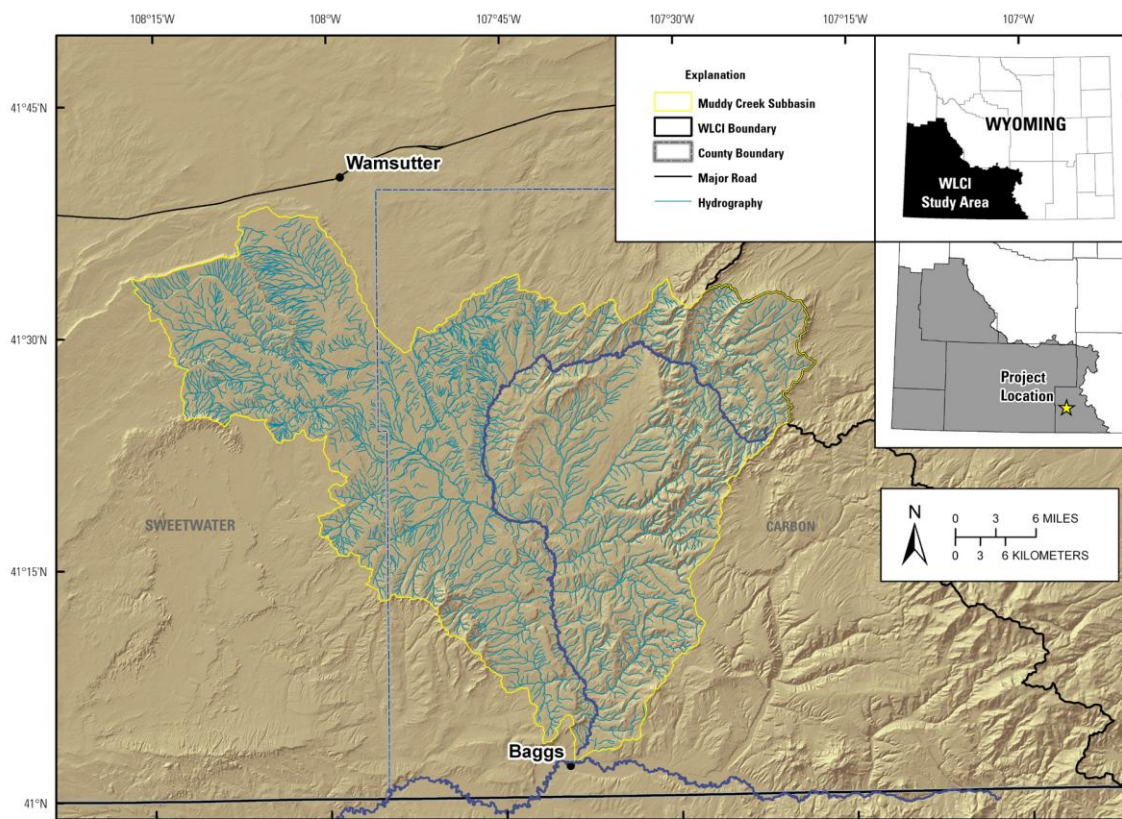 108°15'W
108°W
107°45'W
107°30'W
107°15'W
107°W
41°45'N
41°30'N
41°15'N
41°N
Explanation
Muddy Creek Subbasin
WLCI Boundary
County Boundary
Major Road
Hydrography
WYOMING
WLCI
Study Area
Project
Location
Wamsutter
SWEETWATER
CARBON
N
0 3 6 MILES
0 3 6 KILOMETERS
Baggs